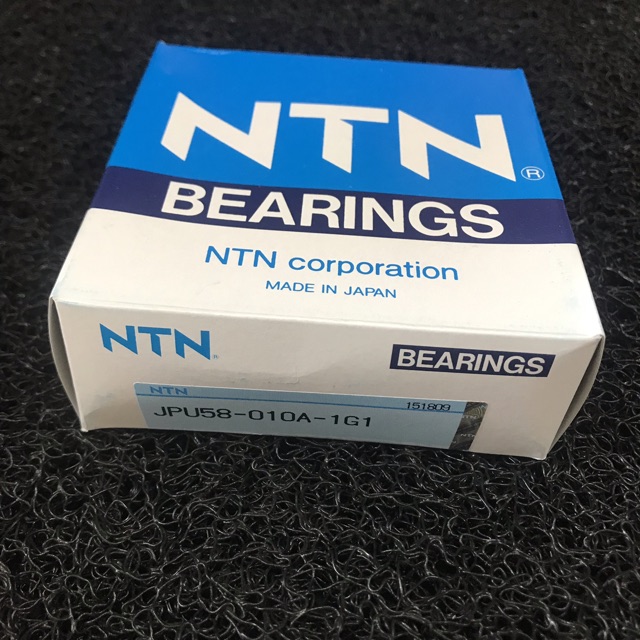 NTN®
BEARINGS
NTN corporation
MADE IN JAPAN
NTN®
BEARINGS
NTN
151809
JPU58-010A-1G1